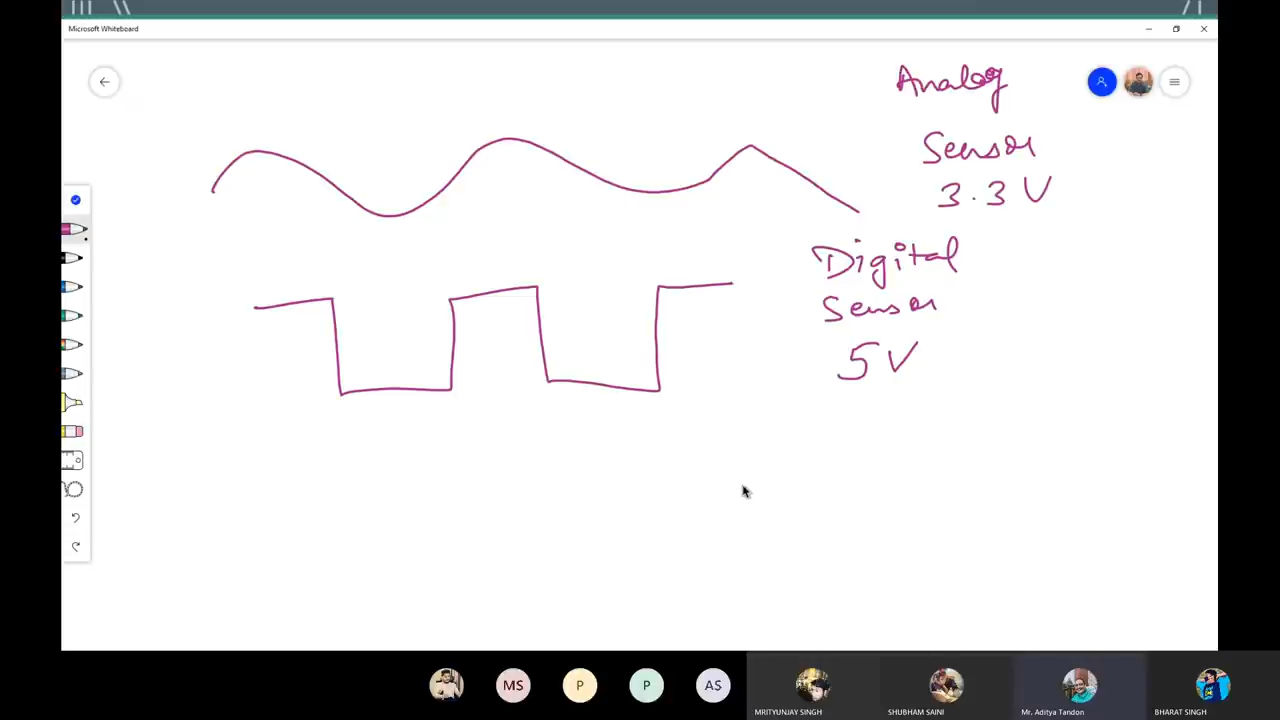 Microsoft Whiteboard
Analog
Sensor
3.3 V
Digital
Sensor
5V
MS
P
P
AS
MRITYUNJAY SINGH
SHUBHAM SAINI
Mr. Aditya Tandon
BHARAT SINGH